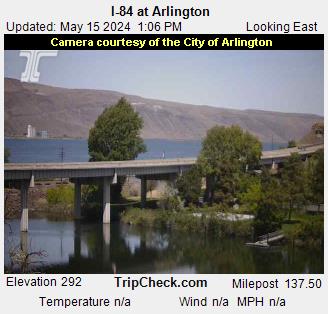 I-84 at Arlington
Updated: May 15 2024 1:06 PM Looking East
Camera courtesy of the City of Arlington
Elevation 292 TripCheck.com Milepost 137.50
Temperature n/a Wind n/a MPH n/a